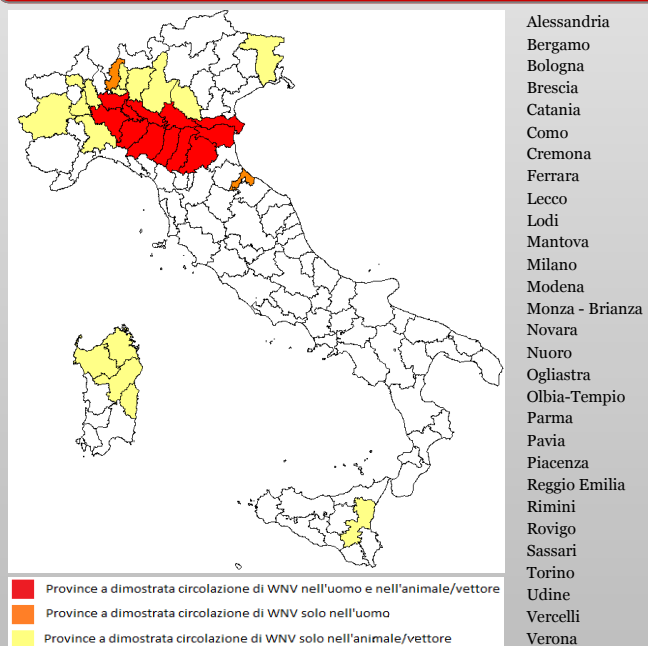 Alessandria
Bergamo
Bologna
Brescia
Catania
Como
Cremona
Ferrara
Lecco
Lodi
Mantova
Milano
Modena
Monza - Brianza
Novara
Nuoro
Ogliastra
Olbia-Tempio
Parma
Pavia
Piacenza
Reggio Emilia
Rimini
Rovigo
Sassari
Torino
Udine
Vercelli
Verona
Province a dimostrata circolazione di WNV nell'uomo e nell'animale/vettore
Province a dimostrata circolazione di WNV solo nell'uomo
Province a dimostrata circolazione di WNV solo nell'animale/vettore